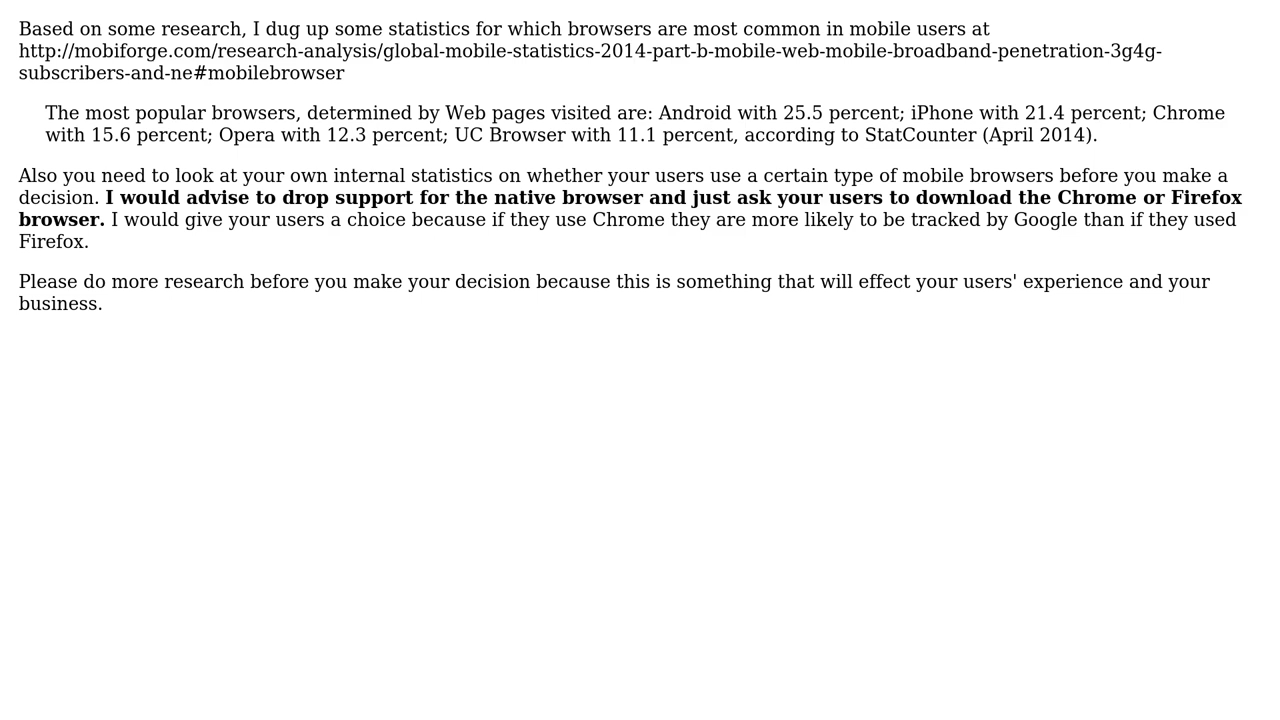 Based on some research, I dug up some statistics for which browsers are most common in mobile users at
http://mobiforge.com/research-analysis/global-mobile-statistics-2014-part-b-mobile-web-mobile-broadband-penetration-3g4g-
subscribers-and-ne#mobilebrowser
The most popular browsers, determined by Web pages visited are: Android with 25.5 percent; iPhone with 21.4 percent; Chrome
with 15.6 percent; Opera with 12.3 percent; UC Browser with 11.1 percent, according to StatCounter (April 2014).
Also you need to look at your own internal statistics on whether your users use a certain type of mobile browsers before you make a
decision. I would advise to drop support for the native browser and just ask your users to download the Chrome or Firefox
browser. I would give your users a choice because if they use Chrome they are more likely to be tracked by Google than if they used
Firefox.
Please do more research before you make your decision because this is something that will effect your users' experience and your
business.